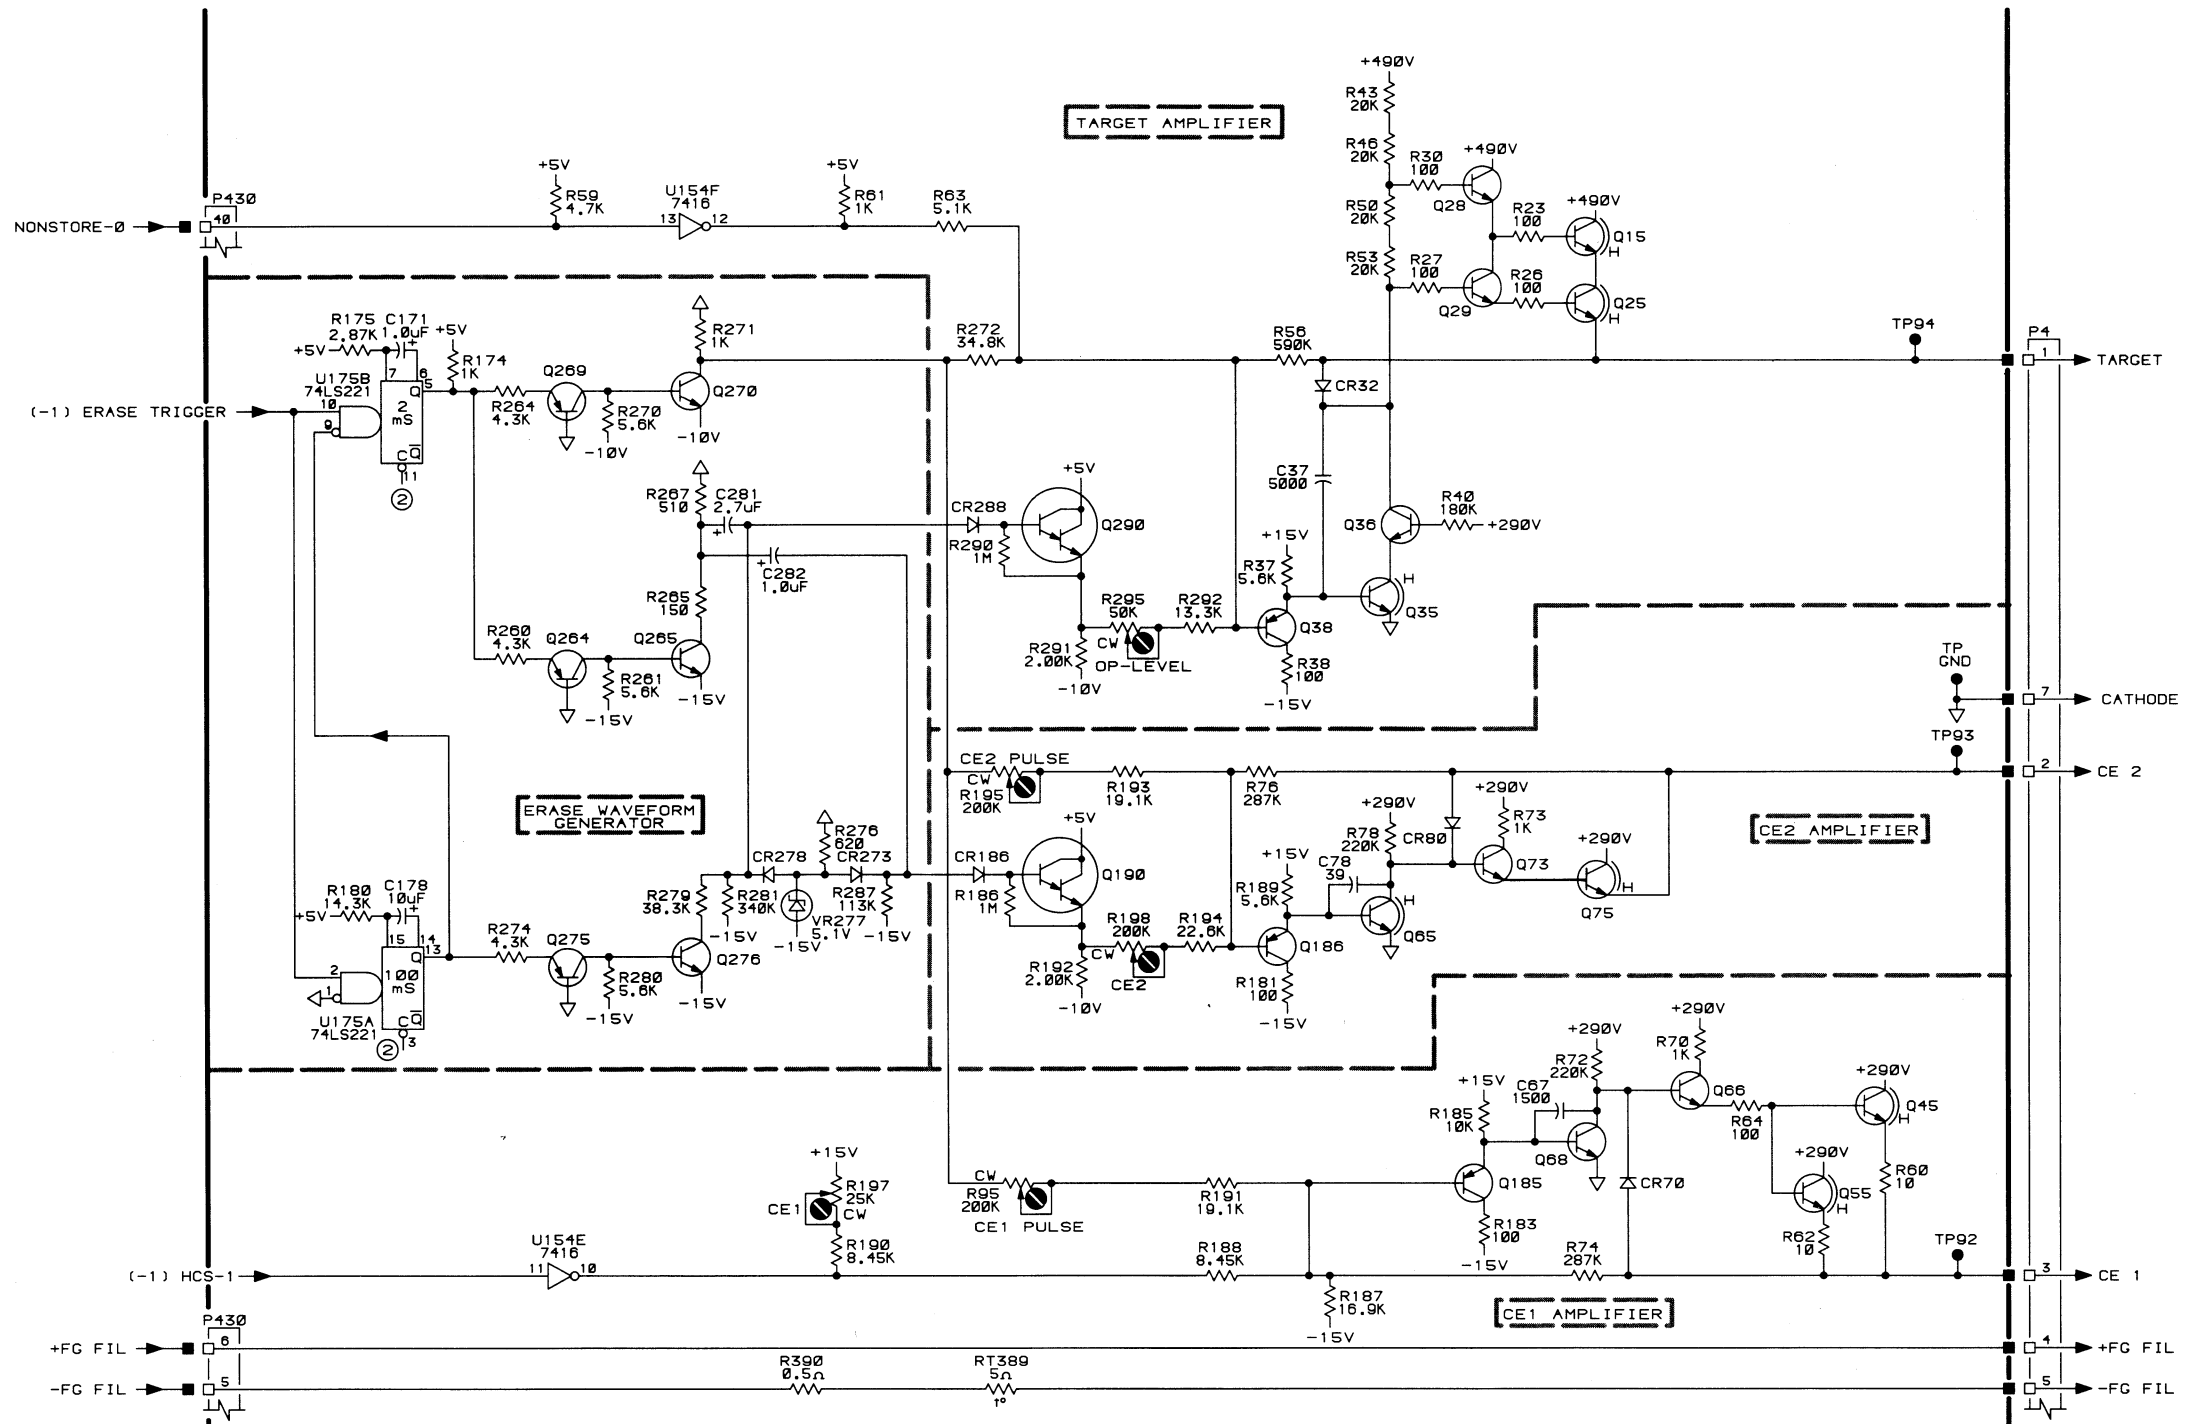 +490V
R43
20K
TARGET AMPLIFIER
R46
20K
R30
100
+490V
+5V
R59
4.7K
U154F
7416
+5V
R61
1K
R63
5.1K
Q28
R50
20K
R23
100
+490V
Q15
H
P430
NONSTORE-0
40
13
12
R53
20K
R27
100
Q29
R26
100
Q25
H
R175
2.87K
C171
1.0uF
+
+5V
+5V
R174
1K
7
6
5
Q
U175B
74LS221
10
9
2
mS
C
Q
11
2
(-1) ERASE TRIGGER
R264
4.3K
Q269
R270
5.6K
-10V
R271
1K
Q270
-10V
R272
34.8K
R56
590K
TP94
P4
1
TARGET
CR32
R267
510
C281
2.7uF
+
+
C282
1.0uF
R265
150
R260
4.3K
Q264
Q265
R261
5.6K
-15V
-15V
CR288
R290
1M
+5V
Q290
R295
50K
CW
OP-LEVEL
R292
13.3K
R291
2.00K
-10V
C37
5000
Q36
R40
180K
+290V
+15V
R37
5.6K
H
Q35
Q38
R38
100
-15V
TP
GND
7
CATHODE
TP93
2
CE 2
CE2 PULSE
CW
R195
200K
R193
19.1K
R76
287K
ERASE WAVEFORM
GENERATOR
R276
620
CR278
CR273
R279
38.3K
R281
340K
-15V
VR277
5.1V
-15V
R287
113K
-15V
CR186
R186
1M
+5V
Q190
R198
200K
CW
CE2
R194
22.6K
R192
2.00K
-10V
+15V
R189
5.6K
Q186
R181
100
-15V
+290V
R78
220K
C78
39
H
Q65
CR80
+290V
R73
1K
Q73
+290V
H
Q75
CE2 AMPLIFIER
R180
14.3K
C178
10uF
+
+5V
15
14
13
Q
2
1
100
mS
U175A
74LS221
C
Q
3
2
R274
4.3K
Q275
R280
5.6K
-15V
Q276
-15V
+15V
R197
25K
CE1
CW
R190
8.45K
CW
R95
200K
CE1 PULSE
R191
19.1K
+15V
R185
10K
C67
1500
+290V
R72
220K
Q68
Q185
R183
100
-15V
CR70
+290V
R70
1K
Q66
R64
100
+290V
Q45
H
+290V
Q55
H
R60
10
R62
10
TP92
3
CE 1
U154E
7416
(-1) HCS-1
11
10
R188
8.45K
R187
16.9K
-15V
R74
287K
CE1 AMPLIFIER
P430
+FG FIL
6
4
+FG FIL
R390
0.5Ω
RT389
5Ω
t°
-FG FIL
5
5
-FG FIL